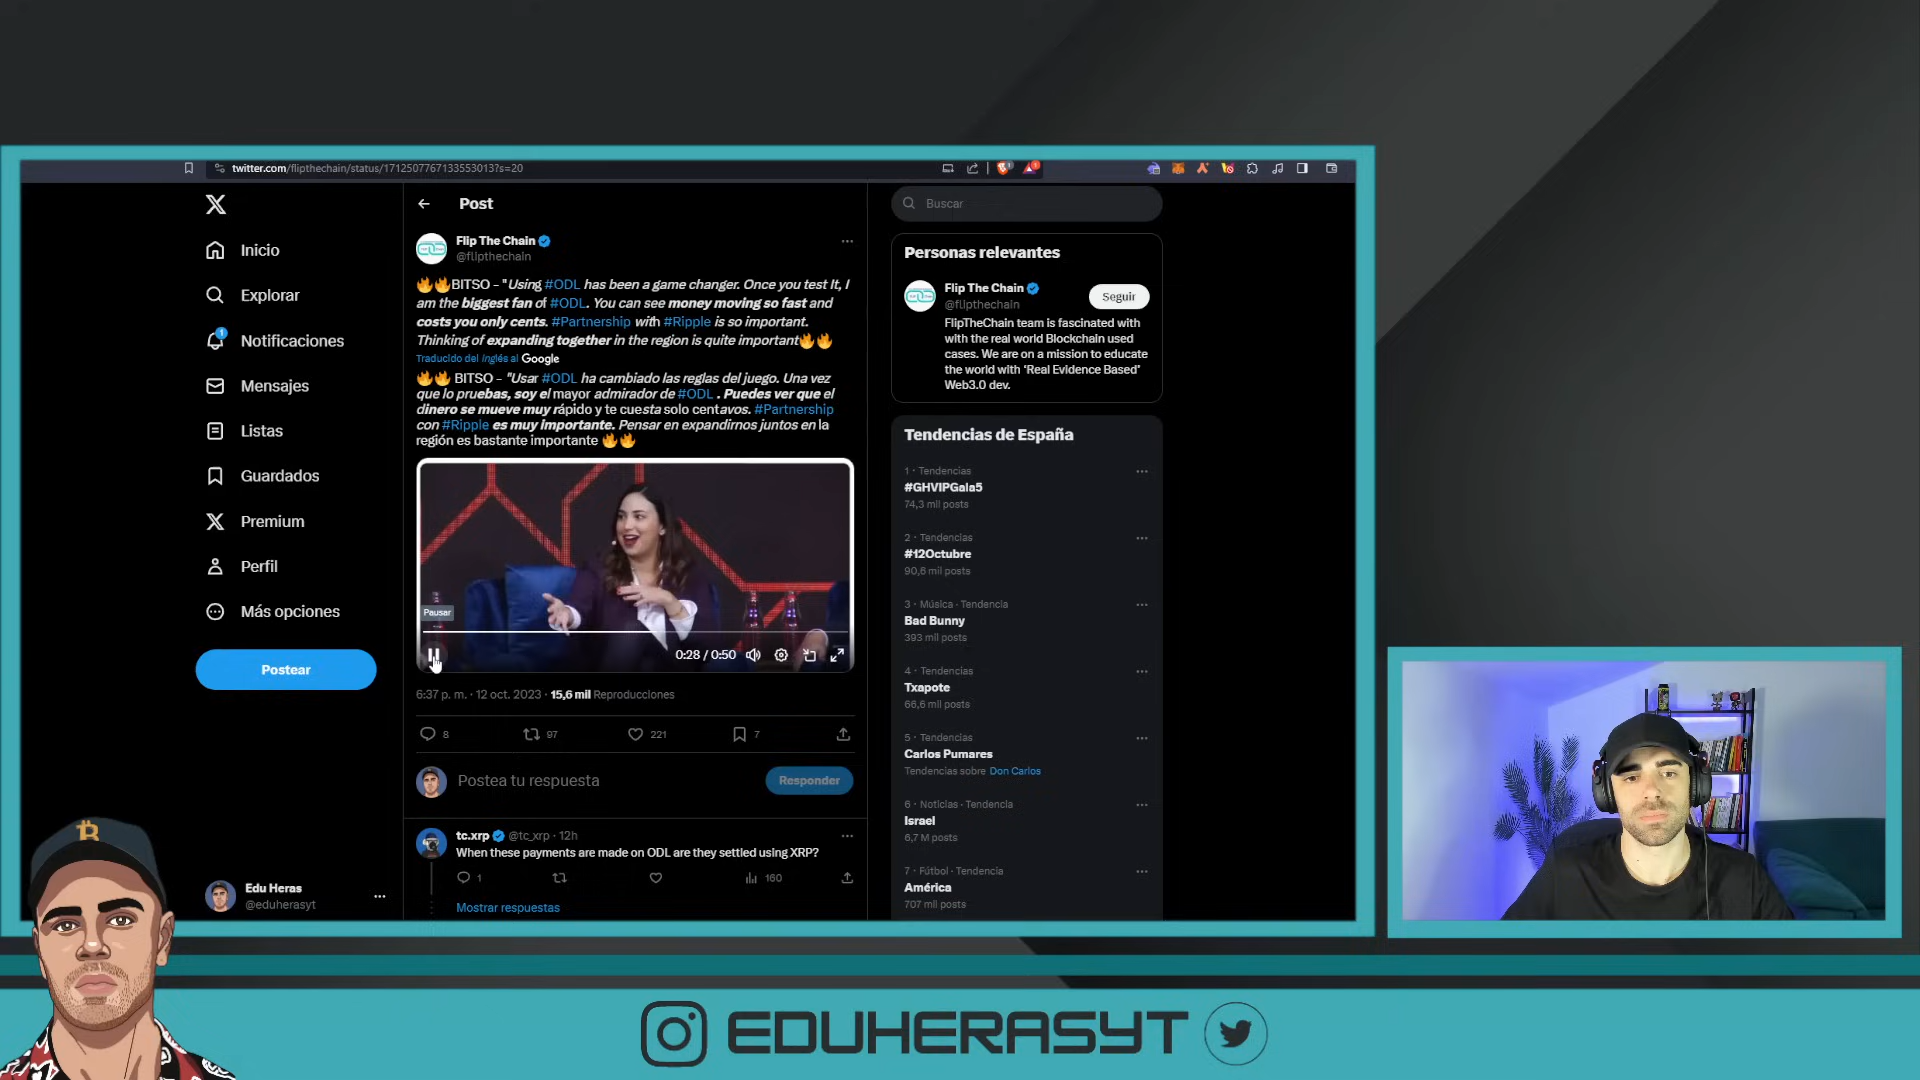 twitter.com/flipthechain/status/1712507767133553013?s=20
Inicio
Explorar
1
Notificaciones
Mensajes
Listas
Guardados
Premium
Perfil
Más opciones
Postear
Edu Heras
@eduherasyt
Post
Flip The Chain
@flipthechain
🔥🔥BITSO - "Using #ODL has been a game changer. Once you test It, I
am the biggest fan of #ODL. You can see money moving so fast and
costs you only cents. #Partnership with #Ripple is so important.
Thinking of expanding together in the region is quite important🔥🔥
Traducido del Inglés al Google
🔥🔥 BITSO - "Usar #ODL ha cambiado las reglas del juego. Una vez
que lo pruebas, soy el mayor admirador de #ODL . Puedes ver que el
dinero se mueve muy rápido y te cuesta solo centavos. #Partnership
con #Ripple es muy importante. Pensar en expandirnos juntos en la
región es bastante importante 🔥🔥
Pausar
0:28 / 0:50
6:37 p. m. · 12 oct. 2023 · 15,6 mil Reproducciones
8 97 221 7
Postea tu respuesta
Responder
tc.xrp @tc_xrp · 12h
When these payments are made on ODL are they settled using XRP?
1 160
Mostrar respuestas
Buscar
Personas relevantes
Flip The Chain
@flipthechain
Seguir
FlipTheChain team is fascinated with
with the real world Blockchain used
cases. We are on a mission to educate
the world with 'Real Evidence Based'
Web3.0 dev.
Tendencias de España
1 · Tendencias
#GHVIPGala5
74,3 mil posts
2 · Tendencias
#12Octubre
90,6 mil posts
3 · Música · Tendencia
Bad Bunny
393 mil posts
4 · Tendencias
Txapote
66,6 mil posts
5 · Tendencias
Carlos Pumares
Tendencias sobre Don Carlos
6 · Noticias · Tendencia
Israel
6,7 M posts
7 · Fútbol · Tendencia
América
707 mil posts
EDUHERASYT